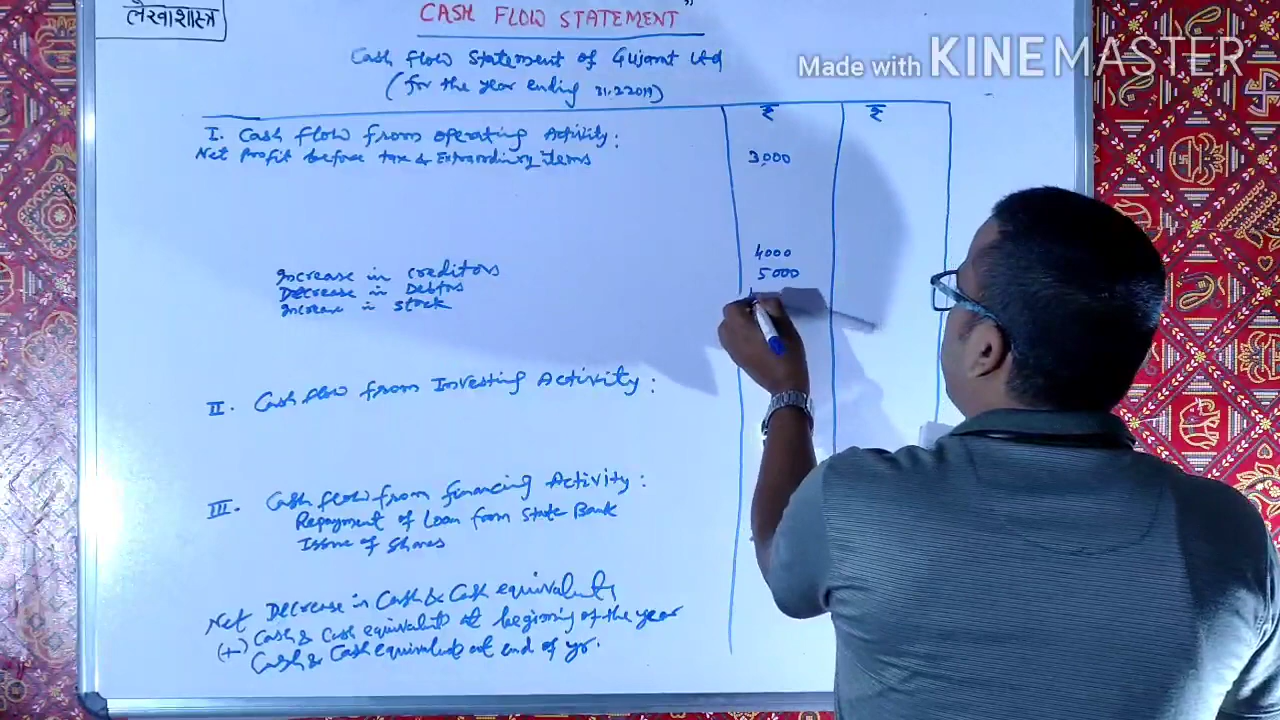 लेखाशास्त्र
CASH FLOW STATEMENT"
Made with KINEMASTER
Cash flow Statement of Gujarat Ltd
(for the year ending 31.2.2019)
₹ ₹
I. Cash flow from operating Activity:
Net Profit before tax & Extraordinary items 3,000
4000
Increase in creditors 5000
Decrease in Debtors
Increase in stock
II. Cash flow from Investing Activity:
III. Cash flow from financing Activity:
Repayment of Loan from State Bank
Issue of Shares
Net Decrease in Cash & Cash equivalents
(+) Cash & Cash equivalents at beginning of the year
Cash & Cash equivalents at end of yr.